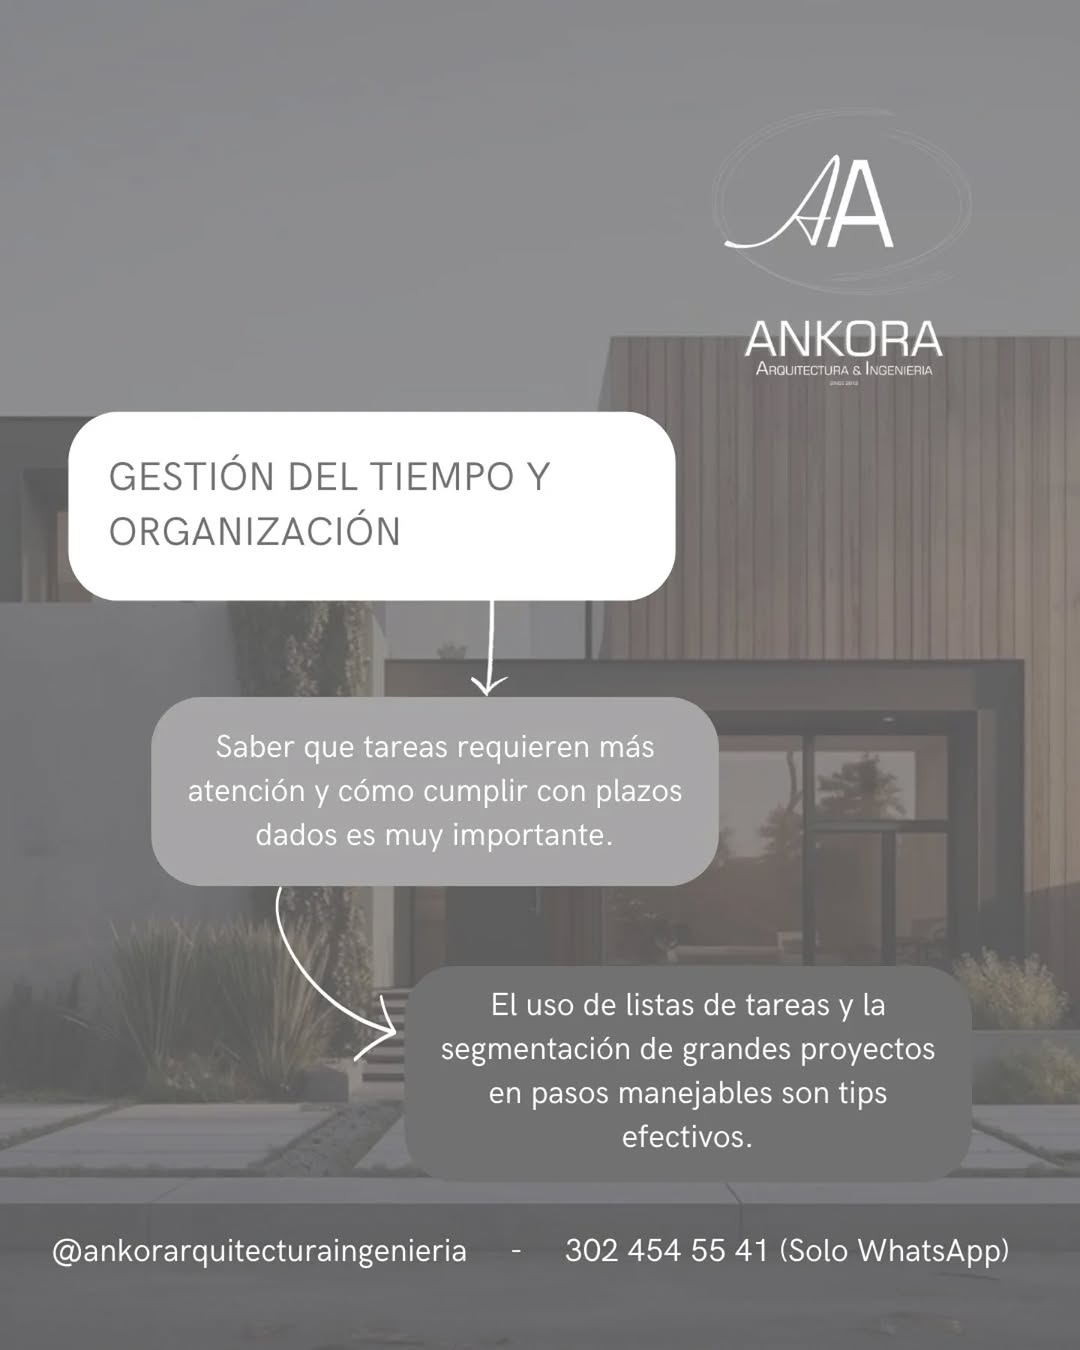 AA
ANKORA
ARQUITECTURA & INGENIERIA
SINCE 2012
GESTIÓN DEL TIEMPO Y
ORGANIZACIÓN
Saber que tareas requieren más
atención y cómo cumplir con plazos
dados es muy importante.
El uso de listas de tareas y la
segmentación de grandes proyectos
en pasos manejables son tips
efectivos.
@ankorarquitecturaingenieria - 302 454 55 41 (Solo WhatsApp)